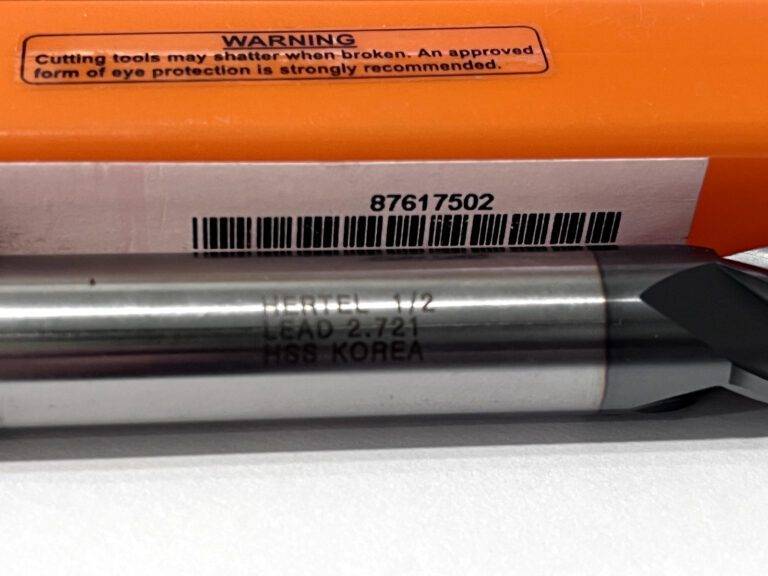 WARNING
Cutting tools may shatter when broken. An approved
form of eye protection is strongly recommended.
87617502
HERTEL 1/2
LEAD 2.721
HSS KOREA